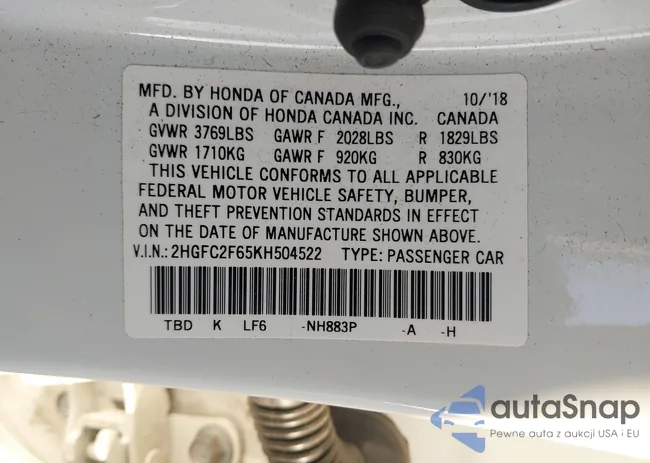 MFD. BY HONDA OF CANADA MFG., 10/'18
A DIVISION OF HONDA CANADA INC. CANADA
GVWR 3769LBS GAWR F 2028LBS R 1829LBS
GVWR 1710KG GAWR F 920KG R 830KG
THIS VEHICLE CONFORMS TO ALL APPLICABLE
FEDERAL MOTOR VEHICLE SAFETY, BUMPER,
AND THEFT PREVENTION STANDARDS IN EFFECT
ON THE DATE OF MANUFACTURE SHOWN ABOVE.
V.I.N.: 2HGFC2F65KH504522 TYPE: PASSENGER CAR
TBD K LF6 -NH883P -A -H
autaSnap
Pewne auta z aukcji USA i EU